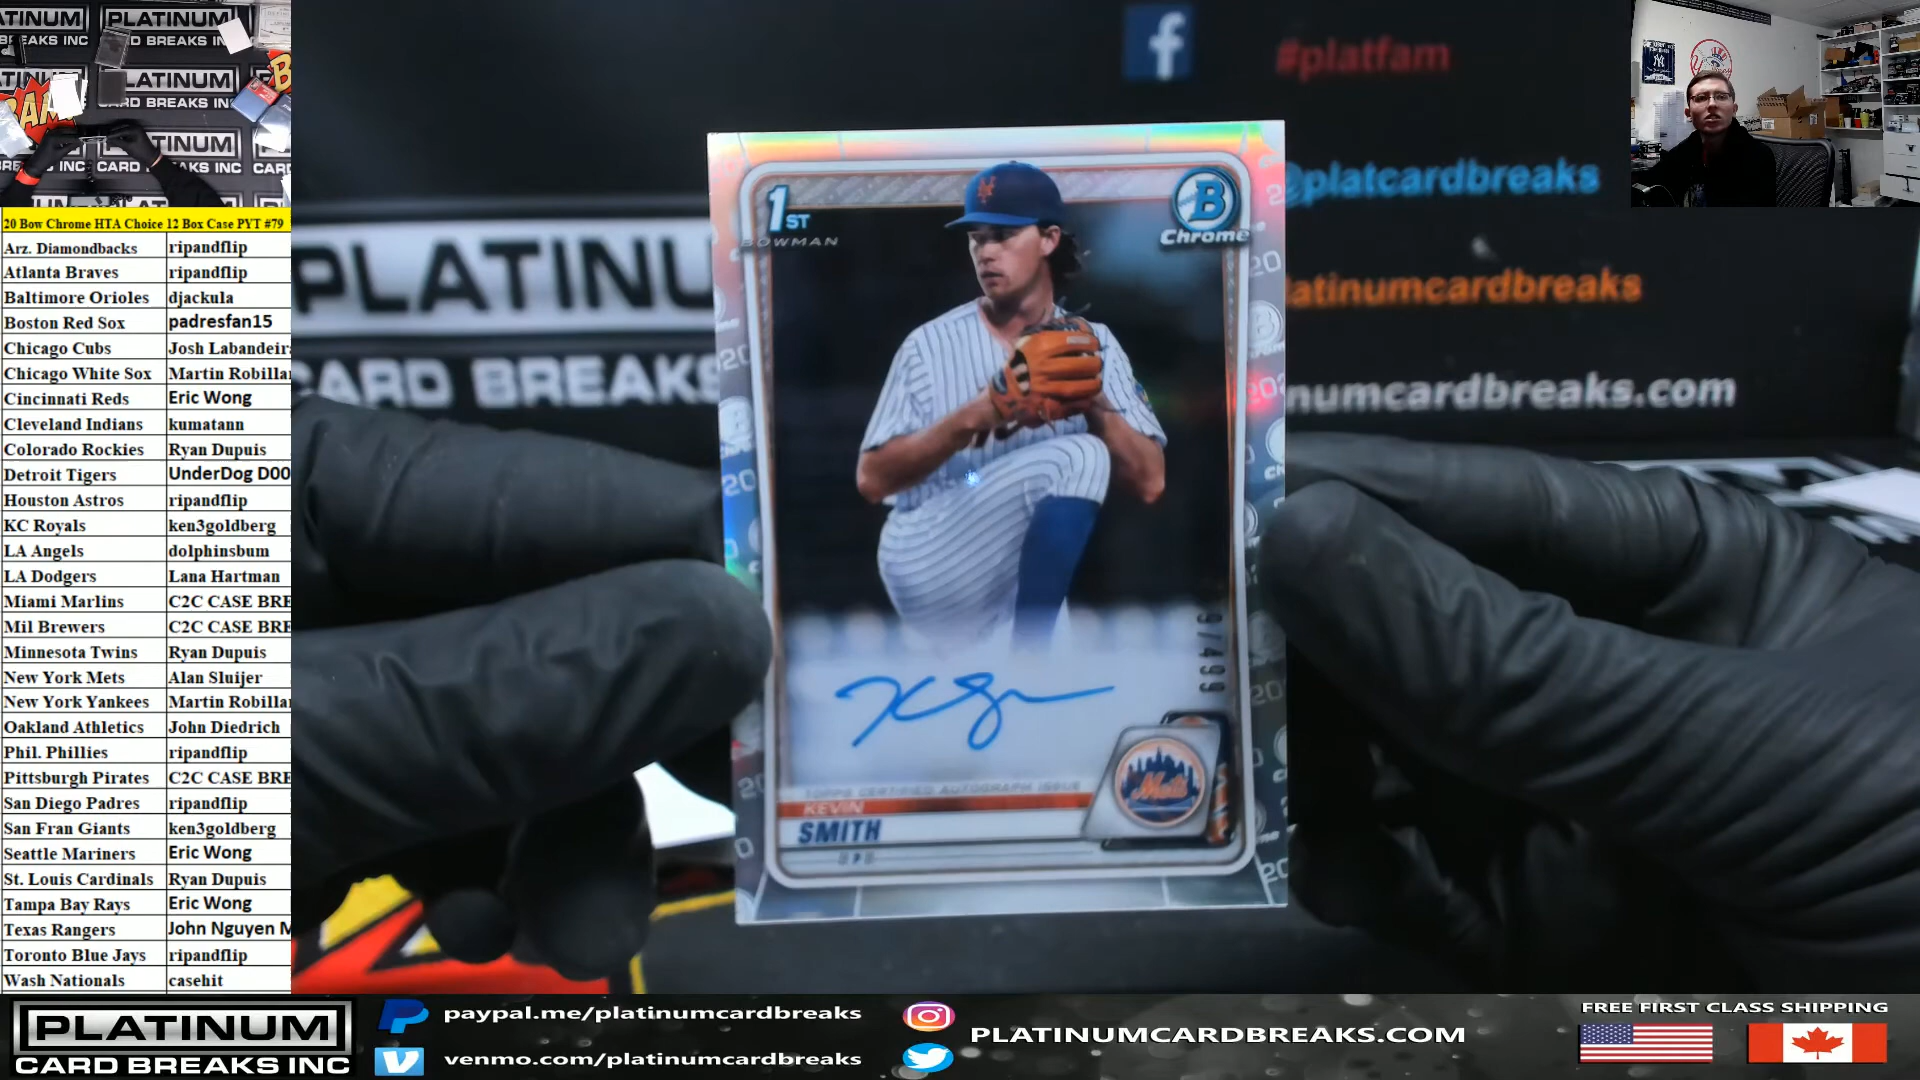 PLATINUM
BREAKS INC
CARD BREAKS INC
PLATINUM
CARD BREAKS
#platfam
@platcardbreaks
latinumcardbreaks
numcardbreaks.com
1ST
BOWMAN
B
Chrome
9/499
TOPPS CERTIFIED AUTOGRAPH ISSUE
KEVIN
SMITH
Mets
20 Bow Chrome HTA Choice 12 Box Case PYT #79
Arz. Diamondbacks ripandflip
Atlanta Braves ripandflip
Baltimore Orioles djackula
Boston Red Sox padresfan15
Chicago Cubs Josh Labandeir
Chicago White Sox Martin Robilla
Cincinnati Reds Eric Wong
Cleveland Indians kumatann
Colorado Rockies Ryan Dupuis
Detroit Tigers UnderDog D00
Houston Astros ripandflip
KC Royals ken3goldberg
LA Angels dolphinsbum
LA Dodgers Lana Hartman
Miami Marlins C2C CASE BRE
Mil Brewers C2C CASE BRE
Minnesota Twins Ryan Dupuis
New York Mets Alan Sluijer
New York Yankees Martin Robilla
Oakland Athletics John Diedrich
Phil. Phillies ripandflip
Pittsburgh Pirates C2C CASE BRE
San Diego Padres ripandflip
San Fran Giants ken3goldberg
Seattle Mariners Eric Wong
St. Louis Cardinals Ryan Dupuis
Tampa Bay Rays Eric Wong
Texas Rangers John Nguyen M
Toronto Blue Jays ripandflip
Wash Nationals casehit
PLATINUM
CARD BREAKS INC
paypal.me/platinumcardbreaks
venmo.com/platinumcardbreaks
PLATINUMCARDBREAKS.COM
FREE FIRST CLASS SHIPPING